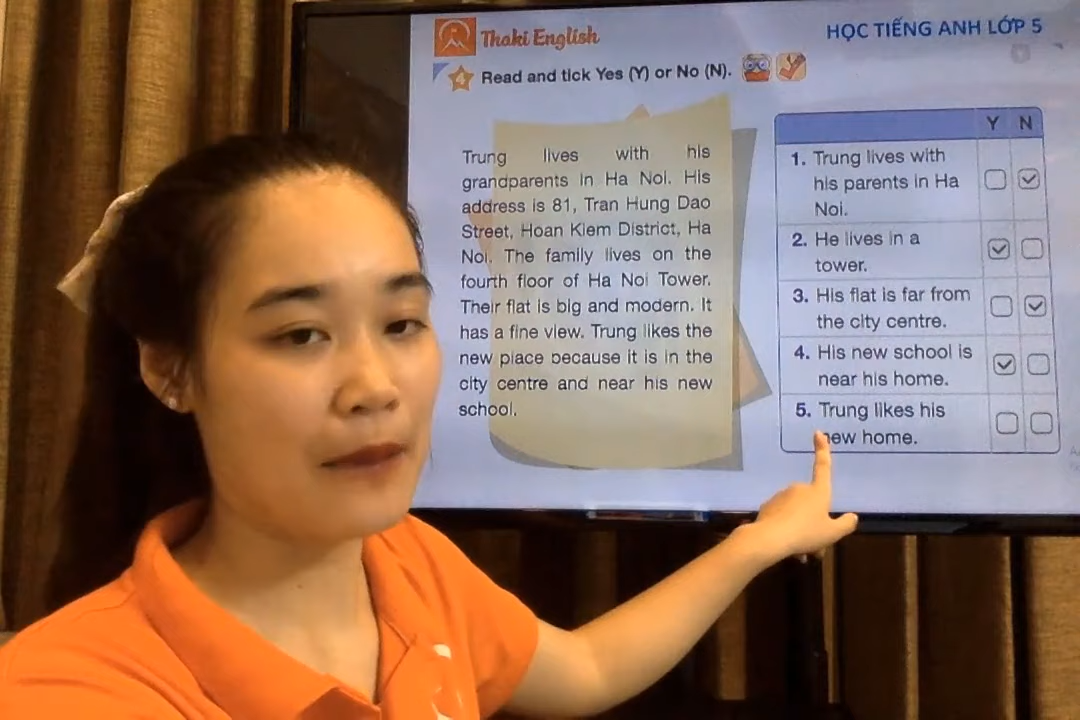 Thaki English
HỌC TIẾNG ANH LỚP 5
4 Read and tick Yes (Y) or No (N).
Trung lives with his
grandparents in Ha Noi. His
address is 81, Tran Hung Dao
Street, Hoan Kiem District, Ha
Noi. The family lives on the
fourth floor of Ha Noi Tower.
Their flat is big and modern. It
has a fine view. Trung likes the
new place because it is in the
city centre and near his new
school.
Y N
1. Trung lives with
his parents in Ha
Noi.
2. He lives in a
tower.
3. His flat is far from
the city centre.
4. His new school is
near his home.
5. Trung likes his
new home.